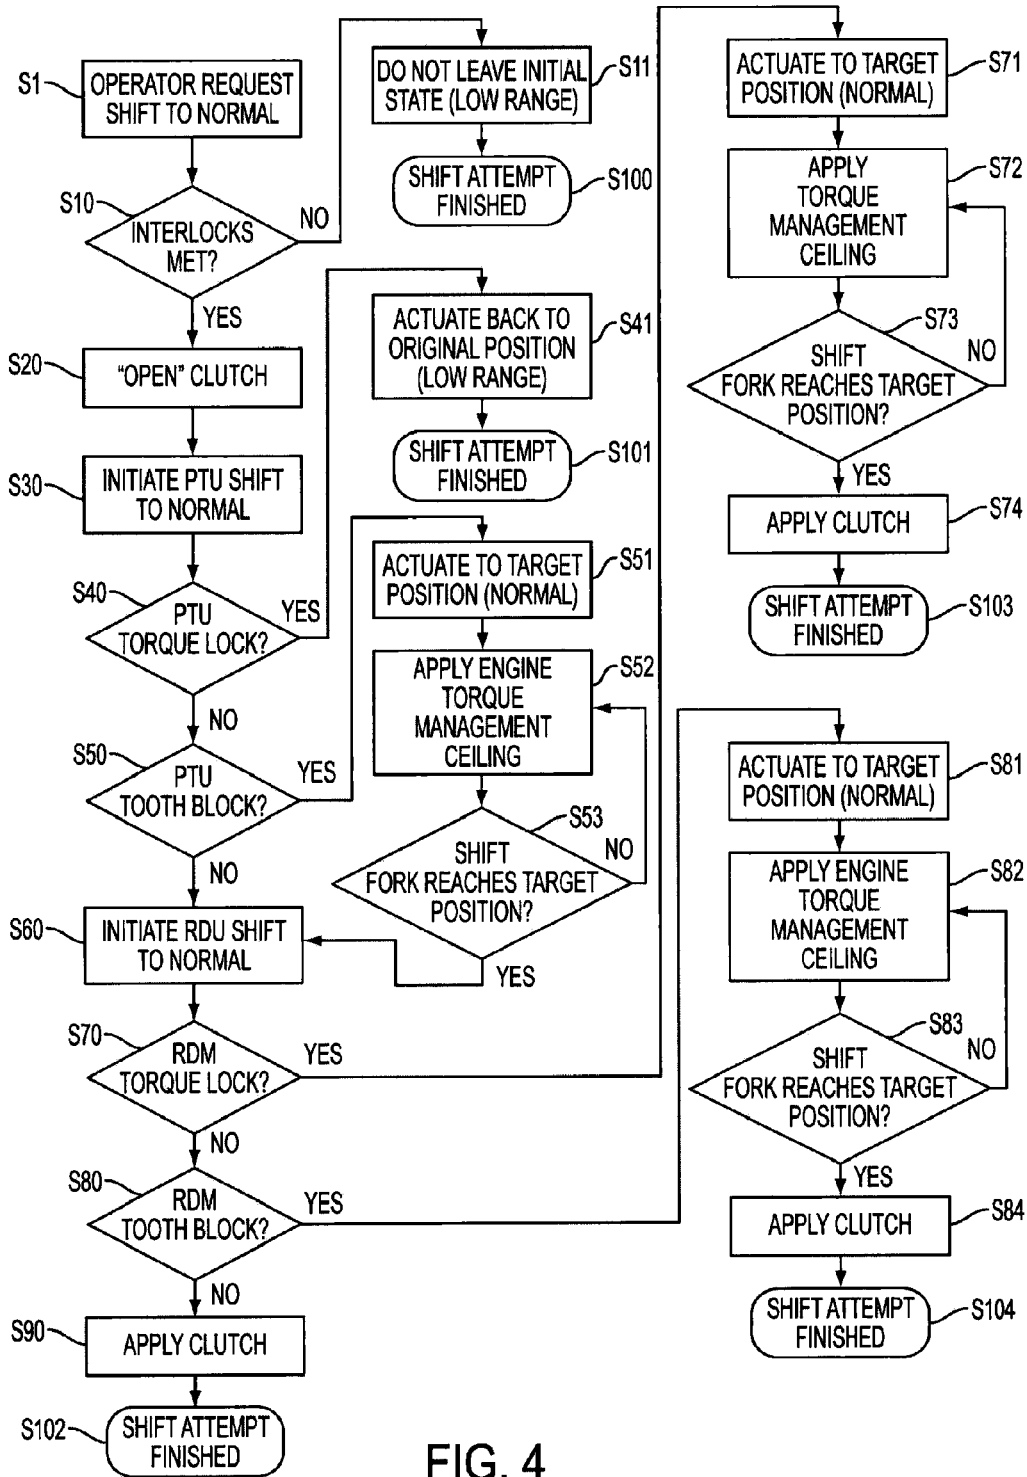 S1
OPERATOR REQUEST
SHIFT TO NORMAL
S10
INTERLOCKS
MET?
NO
YES
S11
DO NOT LEAVE INITIAL
STATE (LOW RANGE)
S100
SHIFT ATTEMPT
FINISHED
S20
"OPEN" CLUTCH
S30
INITIATE PTU SHIFT
TO NORMAL
S40
PTU
TORQUE LOCK?
YES
NO
S41
ACTUATE BACK TO
ORIGINAL POSITION
(LOW RANGE)
S101
SHIFT ATTEMPT
FINISHED
S50
PTU
TOOTH BLOCK?
YES
NO
S51
ACTUATE TO TARGET
POSITION (NORMAL)
S52
APPLY ENGINE
TORQUE
MANAGEMENT
CEILING
S53
SHIFT
FORK REACHES TARGET
POSITION?
NO
YES
S60
INITIATE RDU SHIFT
TO NORMAL
S70
RDM
TORQUE LOCK?
YES
NO
S71
ACTUATE TO TARGET
POSITION (NORMAL)
S72
APPLY
TORQUE
MANAGEMENT
CEILING
S73
SHIFT
FORK REACHES TARGET
POSITION?
NO
YES
S74
APPLY CLUTCH
S103
SHIFT ATTEMPT
FINISHED
S80
RDM
TOOTH BLOCK?
YES
NO
S81
ACTUATE TO TARGET
POSITION (NORMAL)
S82
APPLY ENGINE
TORQUE
MANAGEMENT
CEILING
S83
SHIFT
FORK REACHES TARGET
POSITION?
NO
YES
S84
APPLY CLUTCH
S104
SHIFT ATTEMPT
FINISHED
S90
APPLY CLUTCH
S102
SHIFT ATTEMPT
FINISHED
FIG. 4